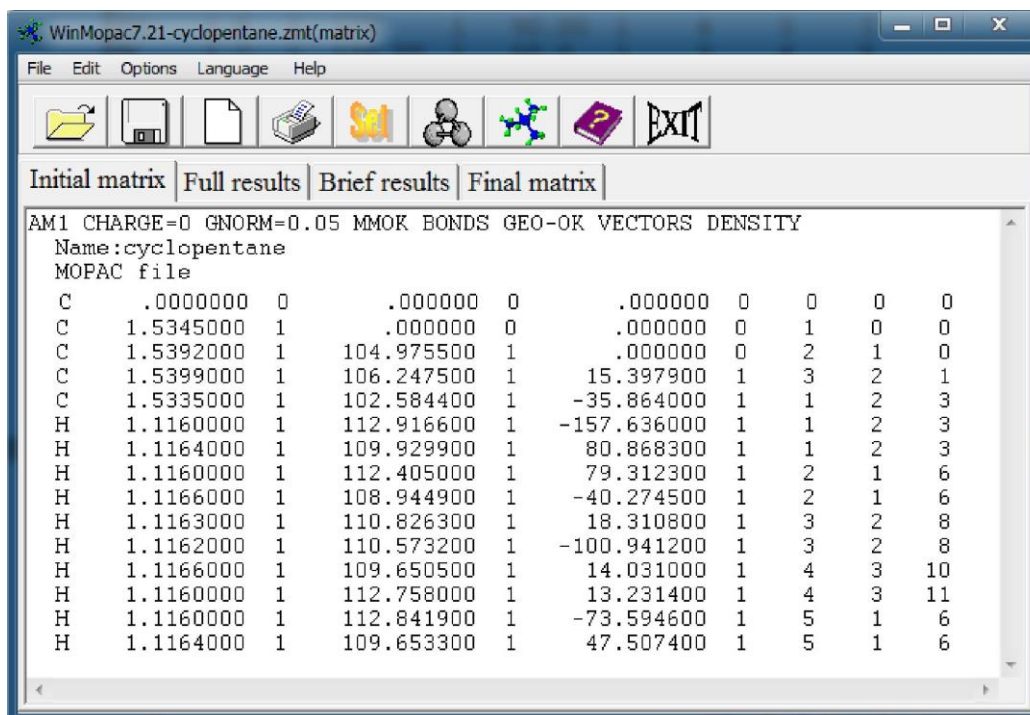 WinMopac7.21-cyclopentane.zmt(matrix)
File Edit Options Language Help
Set EXIT
Initial matrix Full results Brief results Final matrix
AM1 CHARGE=0 GNORM=0.05 MMOK BONDS GEO-OK VECTORS DENSITY
Name:cyclopentane
MOPAC file
C .0000000 0 .000000 0 .000000 0 0 0 0
C 1.5345000 1 .000000 0 .000000 0 1 0 0
C 1.5392000 1 104.975500 1 .000000 0 2 1 0
C 1.5399000 1 106.247500 1 15.397900 1 3 2 1
C 1.5335000 1 102.584400 1 -35.864000 1 1 2 3
H 1.1160000 1 112.916600 1 -157.636000 1 1 2 3
H 1.1164000 1 109.929900 1 80.868300 1 1 2 3
H 1.1160000 1 112.405000 1 79.312300 1 2 1 6
H 1.1166000 1 108.944900 1 -40.274500 1 2 1 6
H 1.1163000 1 110.826300 1 18.310800 1 3 2 8
H 1.1162000 1 110.573200 1 -100.941200 1 3 2 8
H 1.1166000 1 109.650500 1 14.031000 1 4 3 10
H 1.1160000 1 112.758000 1 13.231400 1 4 3 11
H 1.1160000 1 112.841900 1 -73.594600 1 5 1 6
H 1.1164000 1 109.653300 1 47.507400 1 5 1 6